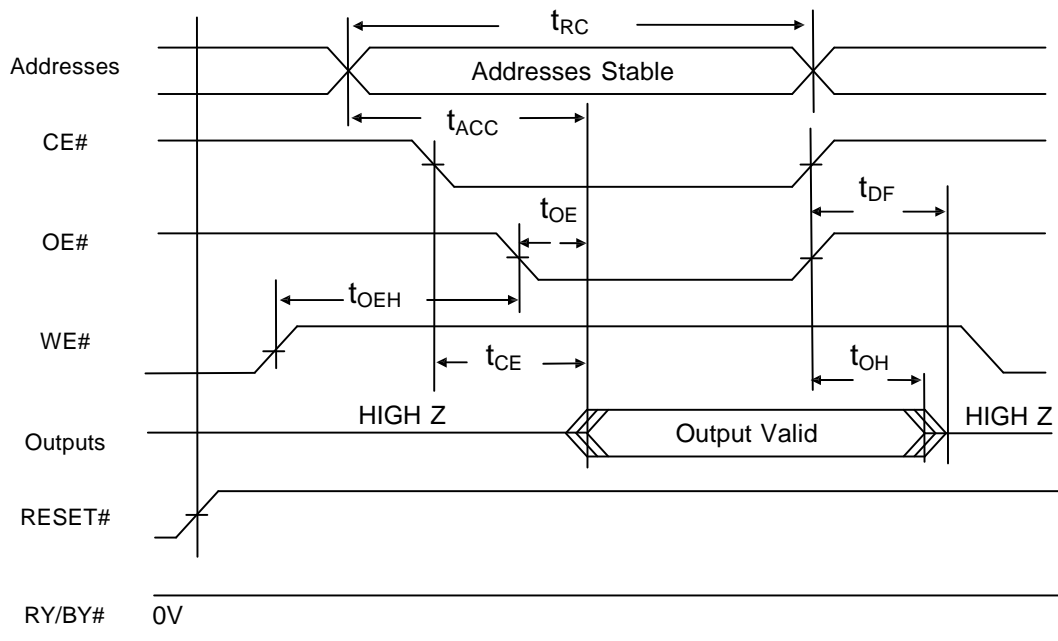 tRC
Addresses
Addresses Stable
tACC
CE#
tDF
tOE
OE#
tOEH
WE#
tCE
tOH
HIGH Z
HIGH Z
Outputs
Output Valid
RESET#
RY/BY#
0V